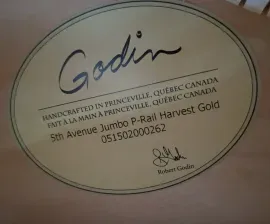 Godin
HANDCRAFTED IN PRINCEVILLE, QUÉBEC CANADA
FAIT À LA MAIN À PRINCEVILLE, QUÉBEC CANADA
5th Avenue Jumbo P-Rail Harvest Gold
051502000262
Robert Godin